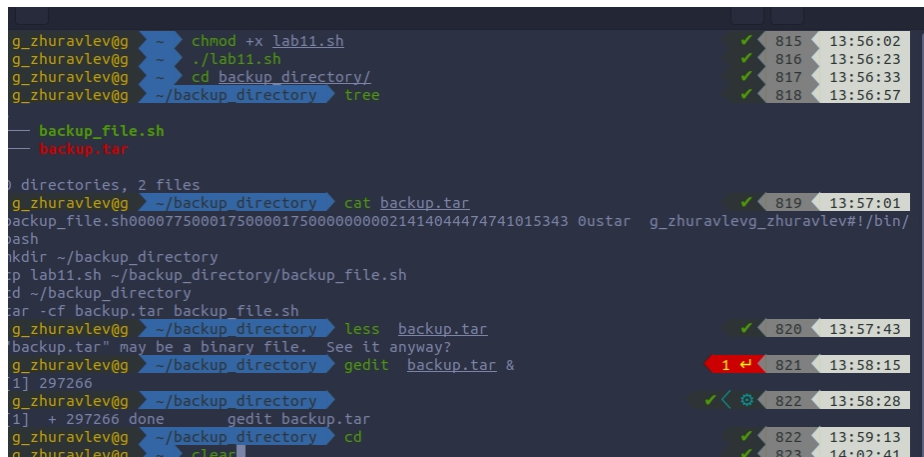 g_zhuravlev@g ~ chmod +x lab11.sh ✔ 815 13:56:02
g_zhuravlev@g ~ ./lab11.sh ✔ 816 13:56:23
g_zhuravlev@g ~ cd backup_directory/ ✔ 817 13:56:33
g_zhuravlev@g ~/backup_directory tree ✔ 818 13:56:57
── backup_file.sh
── backup.tar
directories, 2 files
g_zhuravlev@g ~/backup_directory cat backup.tar ✔ 819 13:57:01
backup_file.sh0000775000175000017500000000021414044474741015343 0ustar g_zhuravlevg_zhuravlev#!/bin/
bash
mkdir ~/backup_directory
cp lab11.sh ~/backup_directory/backup_file.sh
cd ~/backup_directory
tar -cf backup.tar backup_file.sh
g_zhuravlev@g ~/backup_directory less backup.tar ✔ 820 13:57:43
"backup.tar" may be a binary file. See it anyway?
g_zhuravlev@g ~/backup_directory gedit backup.tar & 1 ↵ 821 13:58:15
[1] 297266
g_zhuravlev@g ~/backup_directory ✔ ⚙ 822 13:58:28
[1] + 297266 done gedit backup.tar
g_zhuravlev@g ~/backup_directory cd ✔ 822 13:59:13
g_zhuravlev@g ~ clear ✔ 823 14:02:41